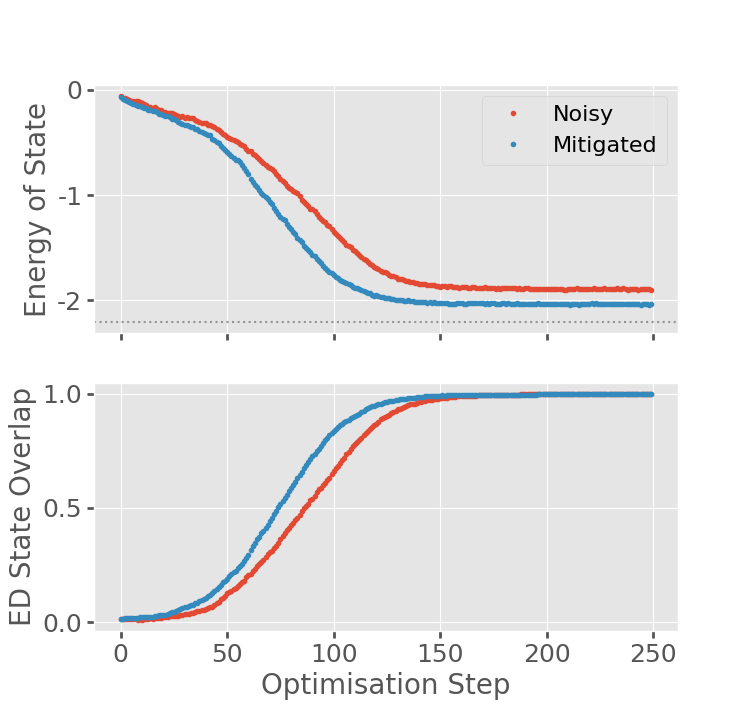 0
-1
-2
Energy of State
Noisy
Mitigated
1.0
0.5
0.0
ED State Overlap
0
50
100
150
200
250
Optimisation Step